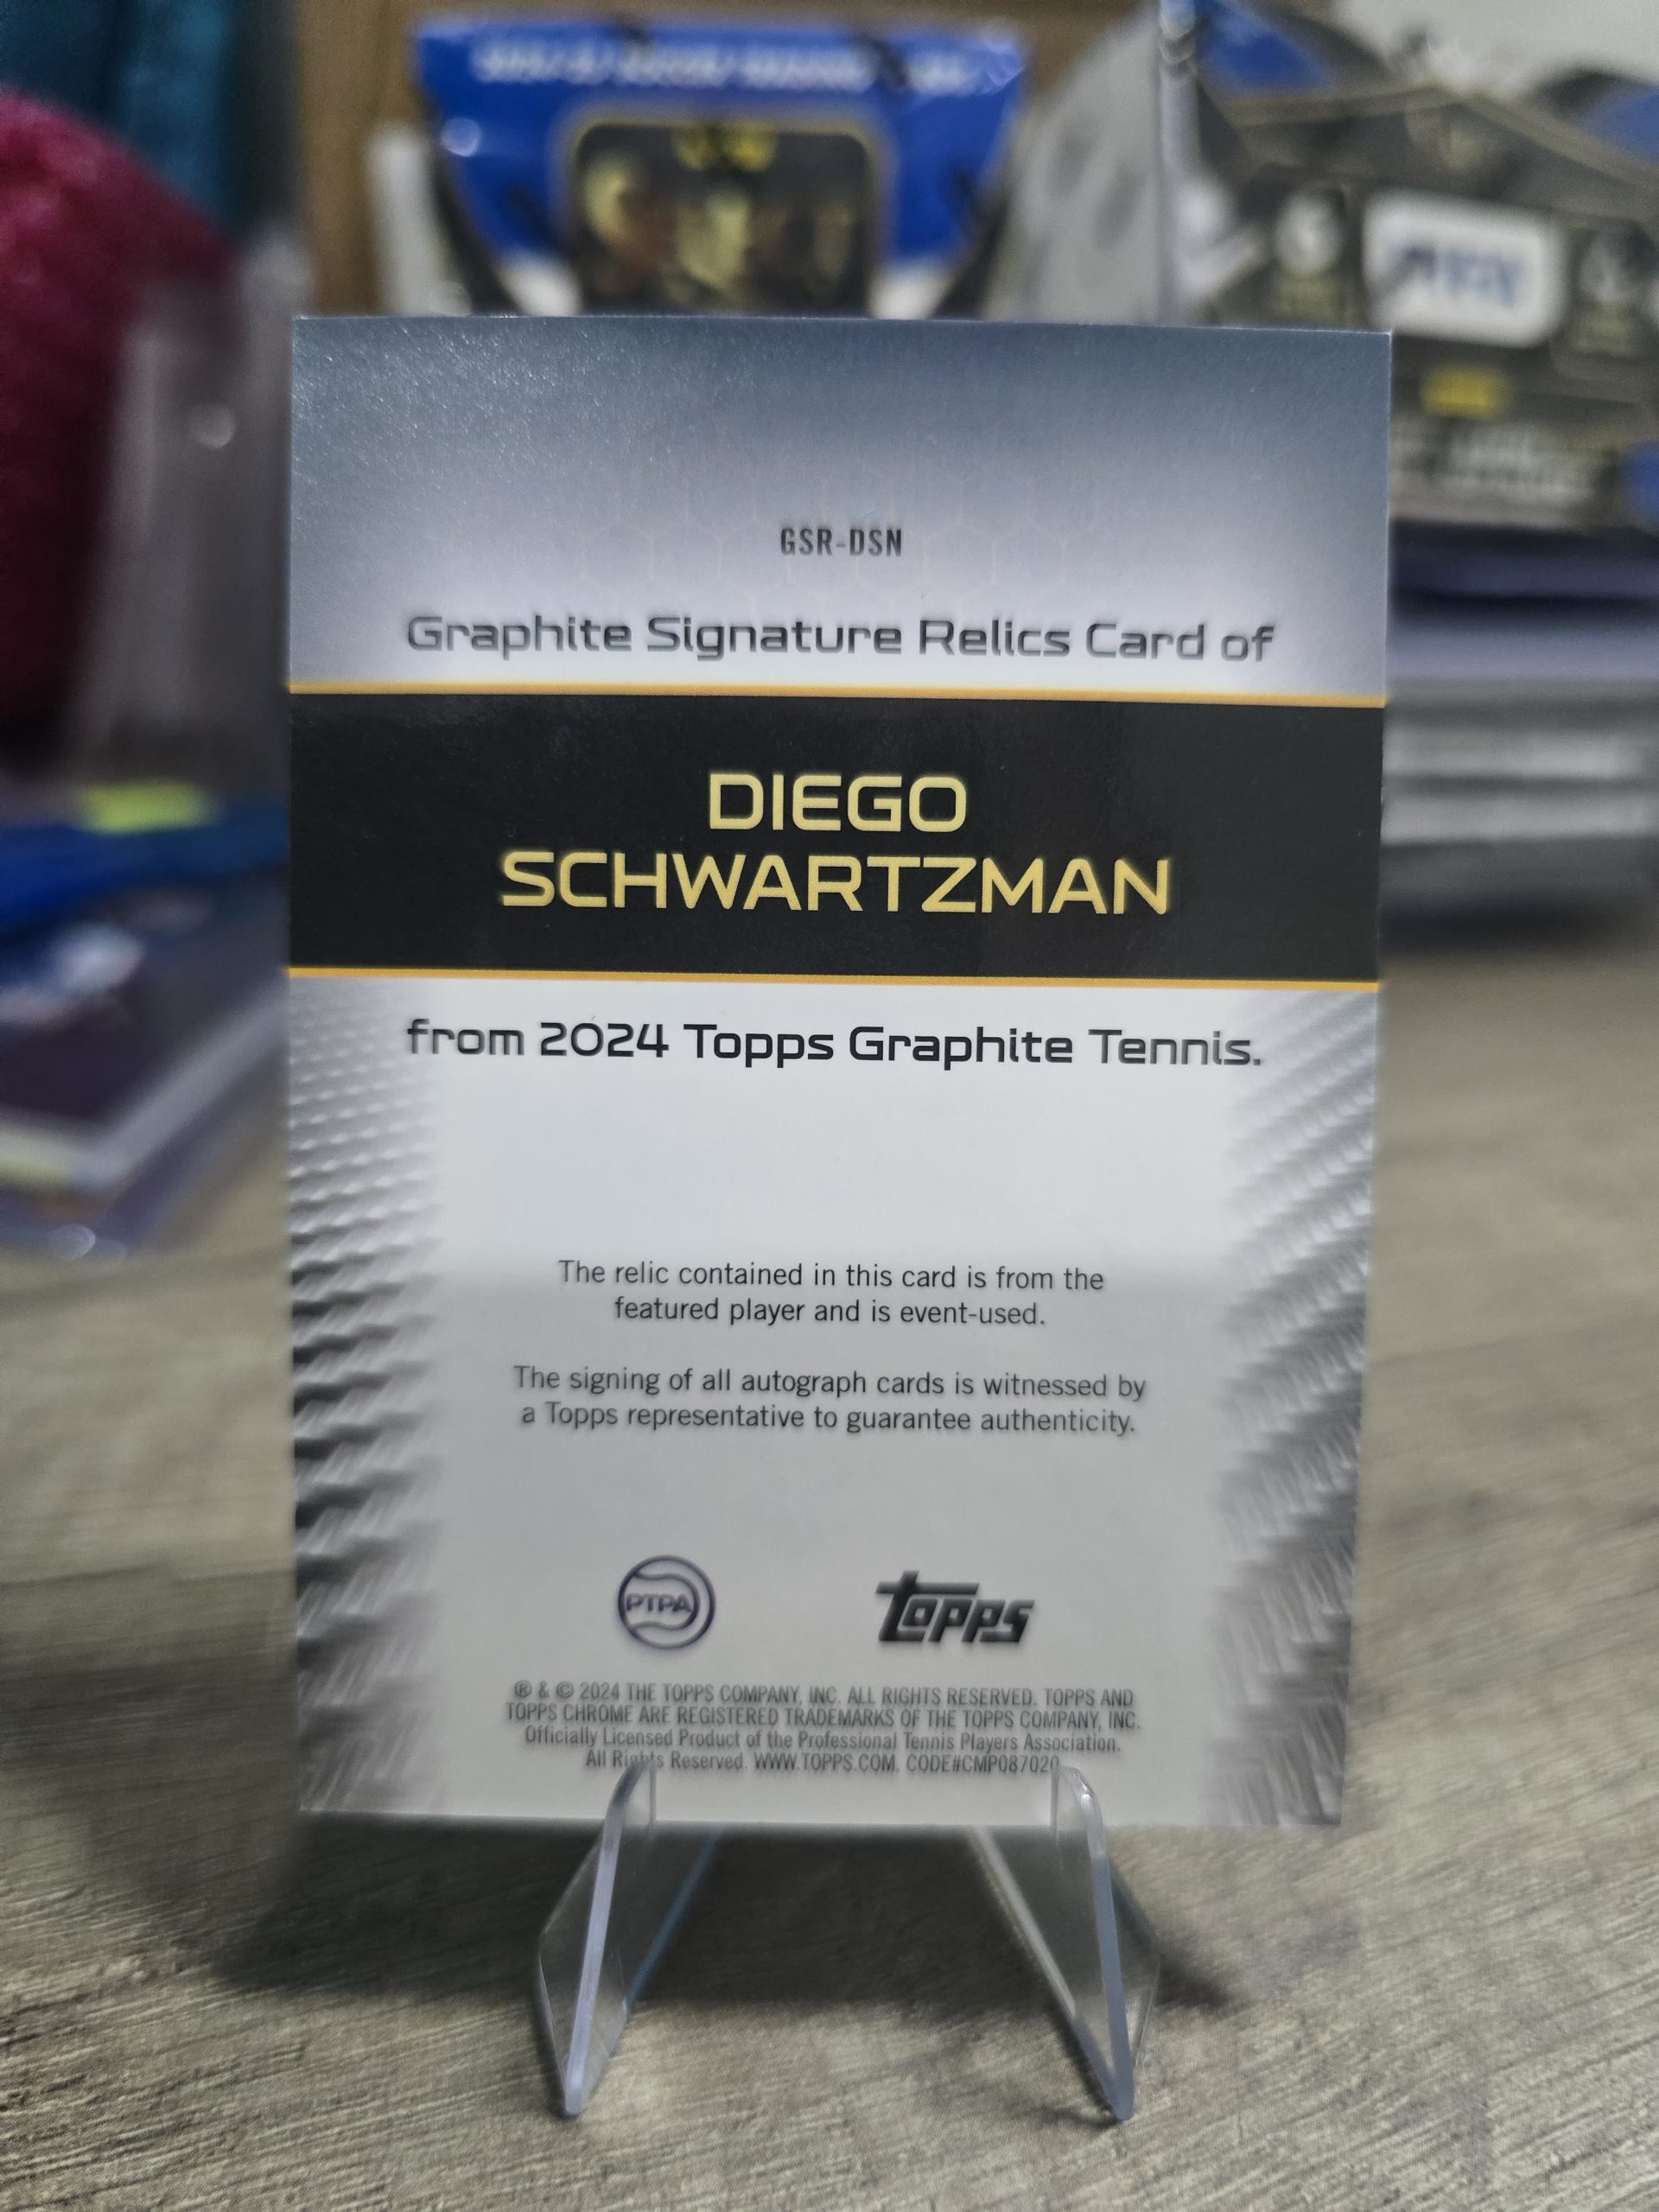 GSR-DSN
Graphite Signature Relics Card of
DIEGO
SCHWARTZMAN
from 2024 Topps Graphite Tennis.
The relic contained in this card is from the
featured player and is event-used.
The signing of all autograph cards is witnessed by
a Topps representative to guarantee authenticity.
PTPA
topps
® & © 2024 THE TOPPS COMPANY, INC. ALL RIGHTS RESERVED. TOPPS AND
TOPPS CHROME ARE REGISTERED TRADEMARKS OF THE TOPPS COMPANY, INC.
Officially Licensed Product of the Professional Tennis Players Association.
All Rights Reserved. WWW.TOPPS.COM. CODE#CMP087020